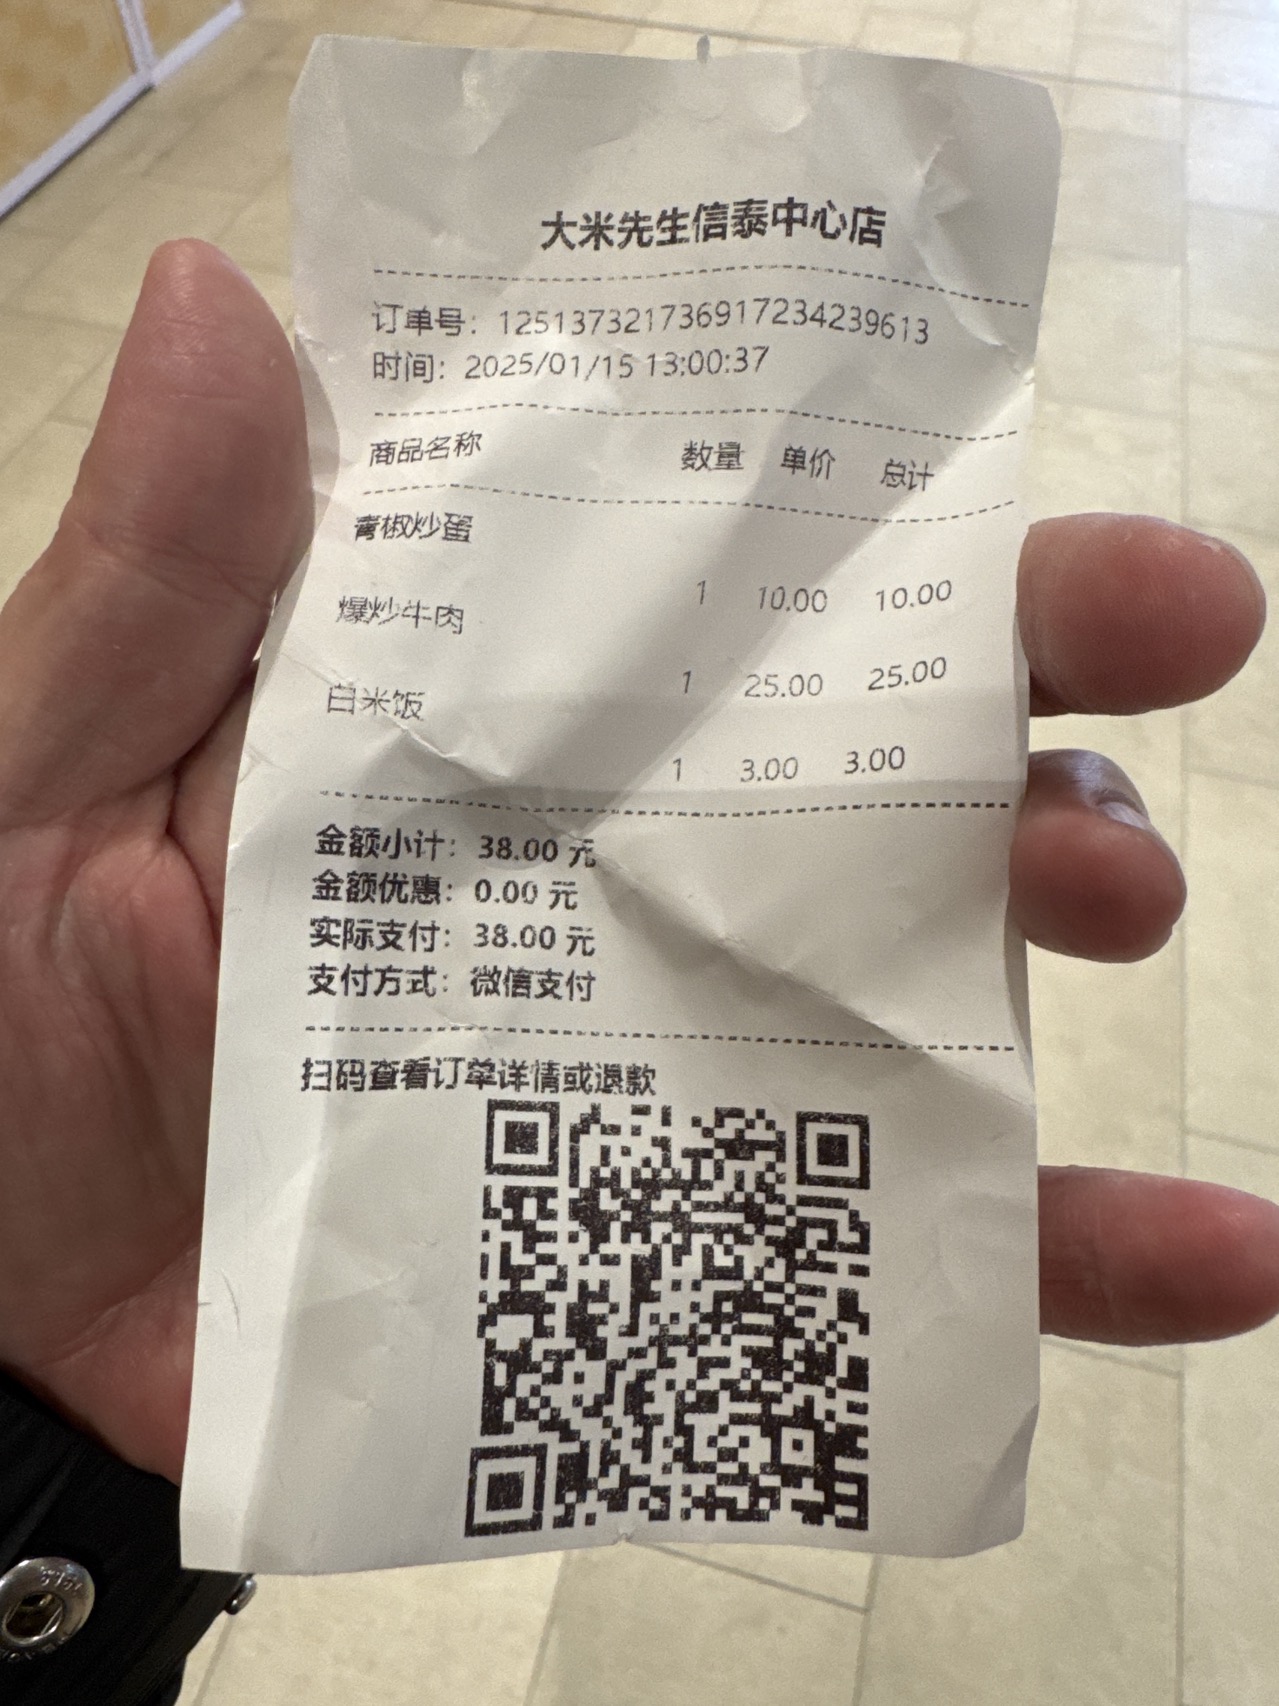 大米先生信泰中心店
订单号：12513732173691723423​9613
时间：2025/01/15 13:00:37
商品名称 数量 单价 总计
青椒炒蛋
1 10.00 10.00
爆炒牛肉
1 25.00 25.00
白米饭
1 3.00 3.00
金额小计：38.00 元
金额优惠：0.00 元
实际支付：38.00 元
支付方式：微信支付
扫码查看订单详情或退款